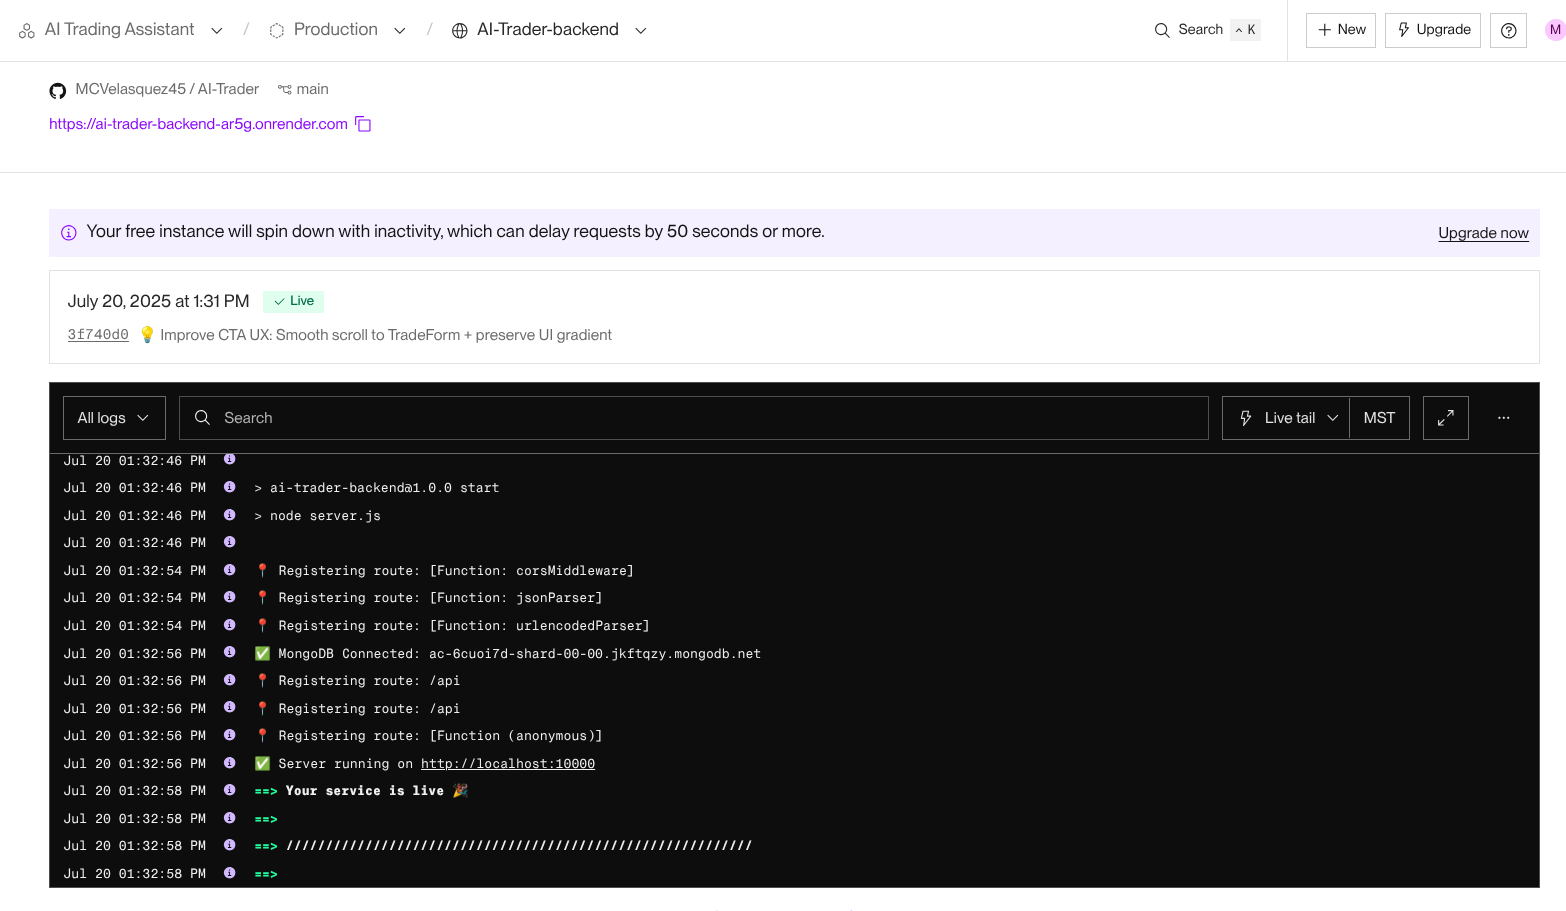 AI Trading Assistant / Production / AI-Trader-backend Search ^ K + New Upgrade M
MCVelasquez45 / AI-Trader main
https://ai-trader-backend-ar5g.onrender.com
Your free instance will spin down with inactivity, which can delay requests by 50 seconds or more. Upgrade now
July 20, 2025 at 1:31 PM ✓ Live
3f740d0 💡 Improve CTA UX: Smooth scroll to TradeForm + preserve UI gradient
All logs Search Live tail MST ...
Jul 20 01:32:46 PM
Jul 20 01:32:46 PM > ai-trader-backend@1.0.0 start
Jul 20 01:32:46 PM > node server.js
Jul 20 01:32:46 PM
Jul 20 01:32:54 PM 📍 Registering route: [Function: corsMiddleware]
Jul 20 01:32:54 PM 📍 Registering route: [Function: jsonParser]
Jul 20 01:32:54 PM 📍 Registering route: [Function: urlencodedParser]
Jul 20 01:32:56 PM ✅ MongoDB Connected: ac-6cuoi7d-shard-00-00.jkftqzy.mongodb.net
Jul 20 01:32:56 PM 📍 Registering route: /api
Jul 20 01:32:56 PM 📍 Registering route: /api
Jul 20 01:32:56 PM 📍 Registering route: [Function (anonymous)]
Jul 20 01:32:56 PM ✅ Server running on http://localhost:10000
Jul 20 01:32:58 PM ==> Your service is live 🎉
Jul 20 01:32:58 PM ==>
Jul 20 01:32:58 PM ==> ///////////////////////////////////////////////////////////
Jul 20 01:32:58 PM ==>